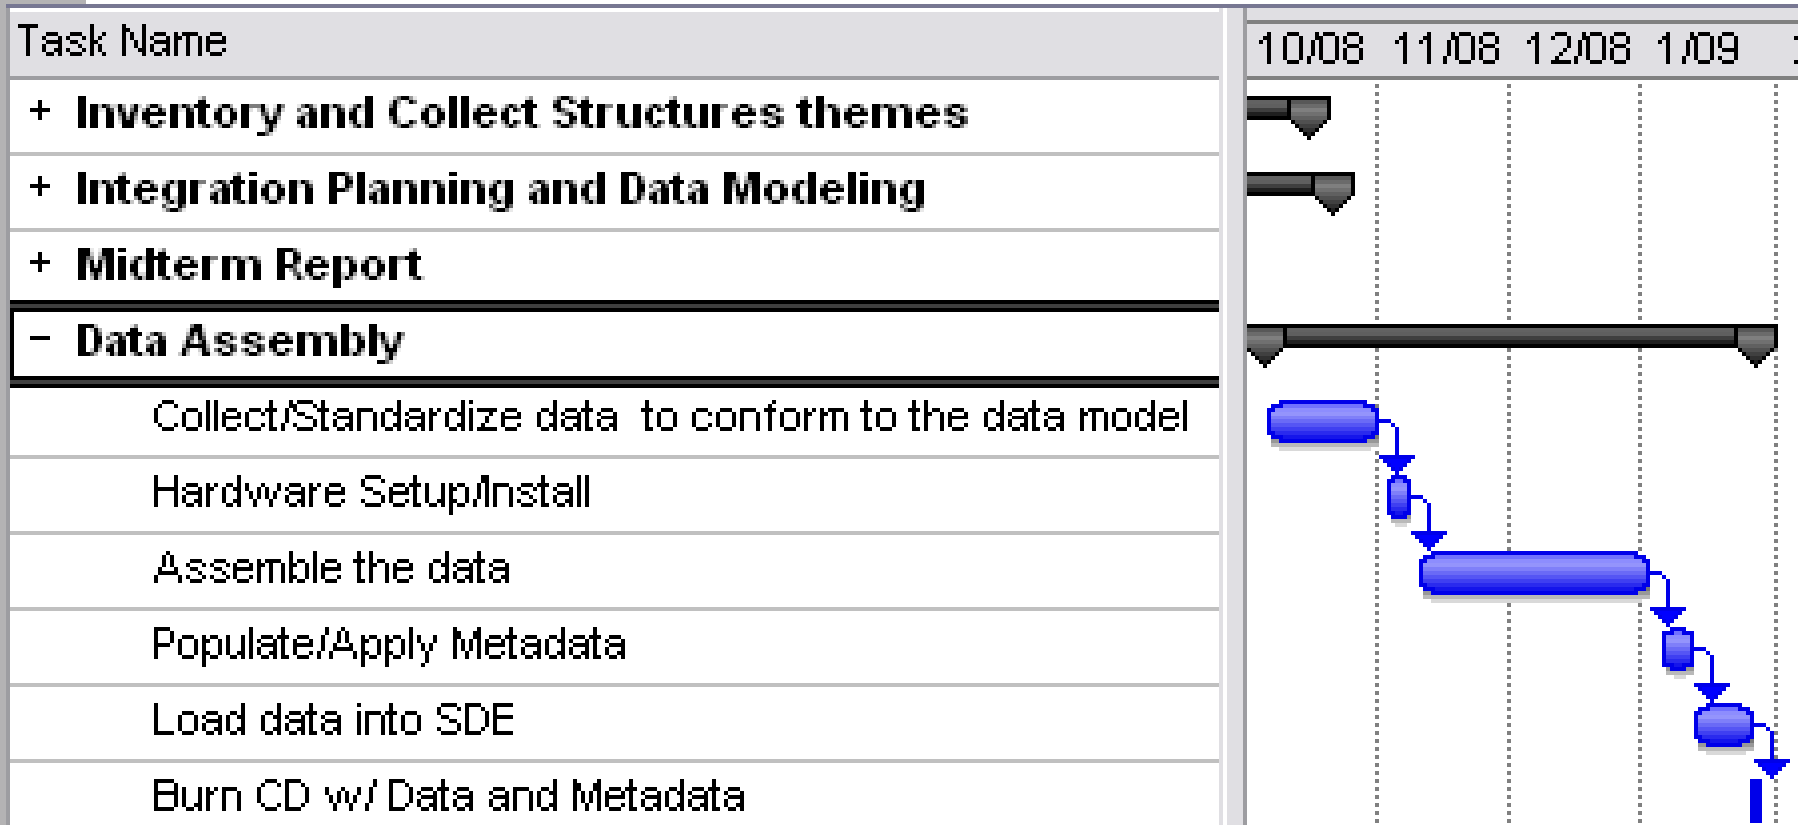 Task Name
10/08 11/08 12/08 1/09
+ Inventory and Collect Structures themes
+ Integration Planning and Data Modeling
+ Midterm Report
− Data Assembly
Collect/Standardize data to conform to the data model
Hardware Setup/Install
Assemble the data
Populate/Apply Metadata
Load data into SDE
Burn CD w/ Data and Metadata